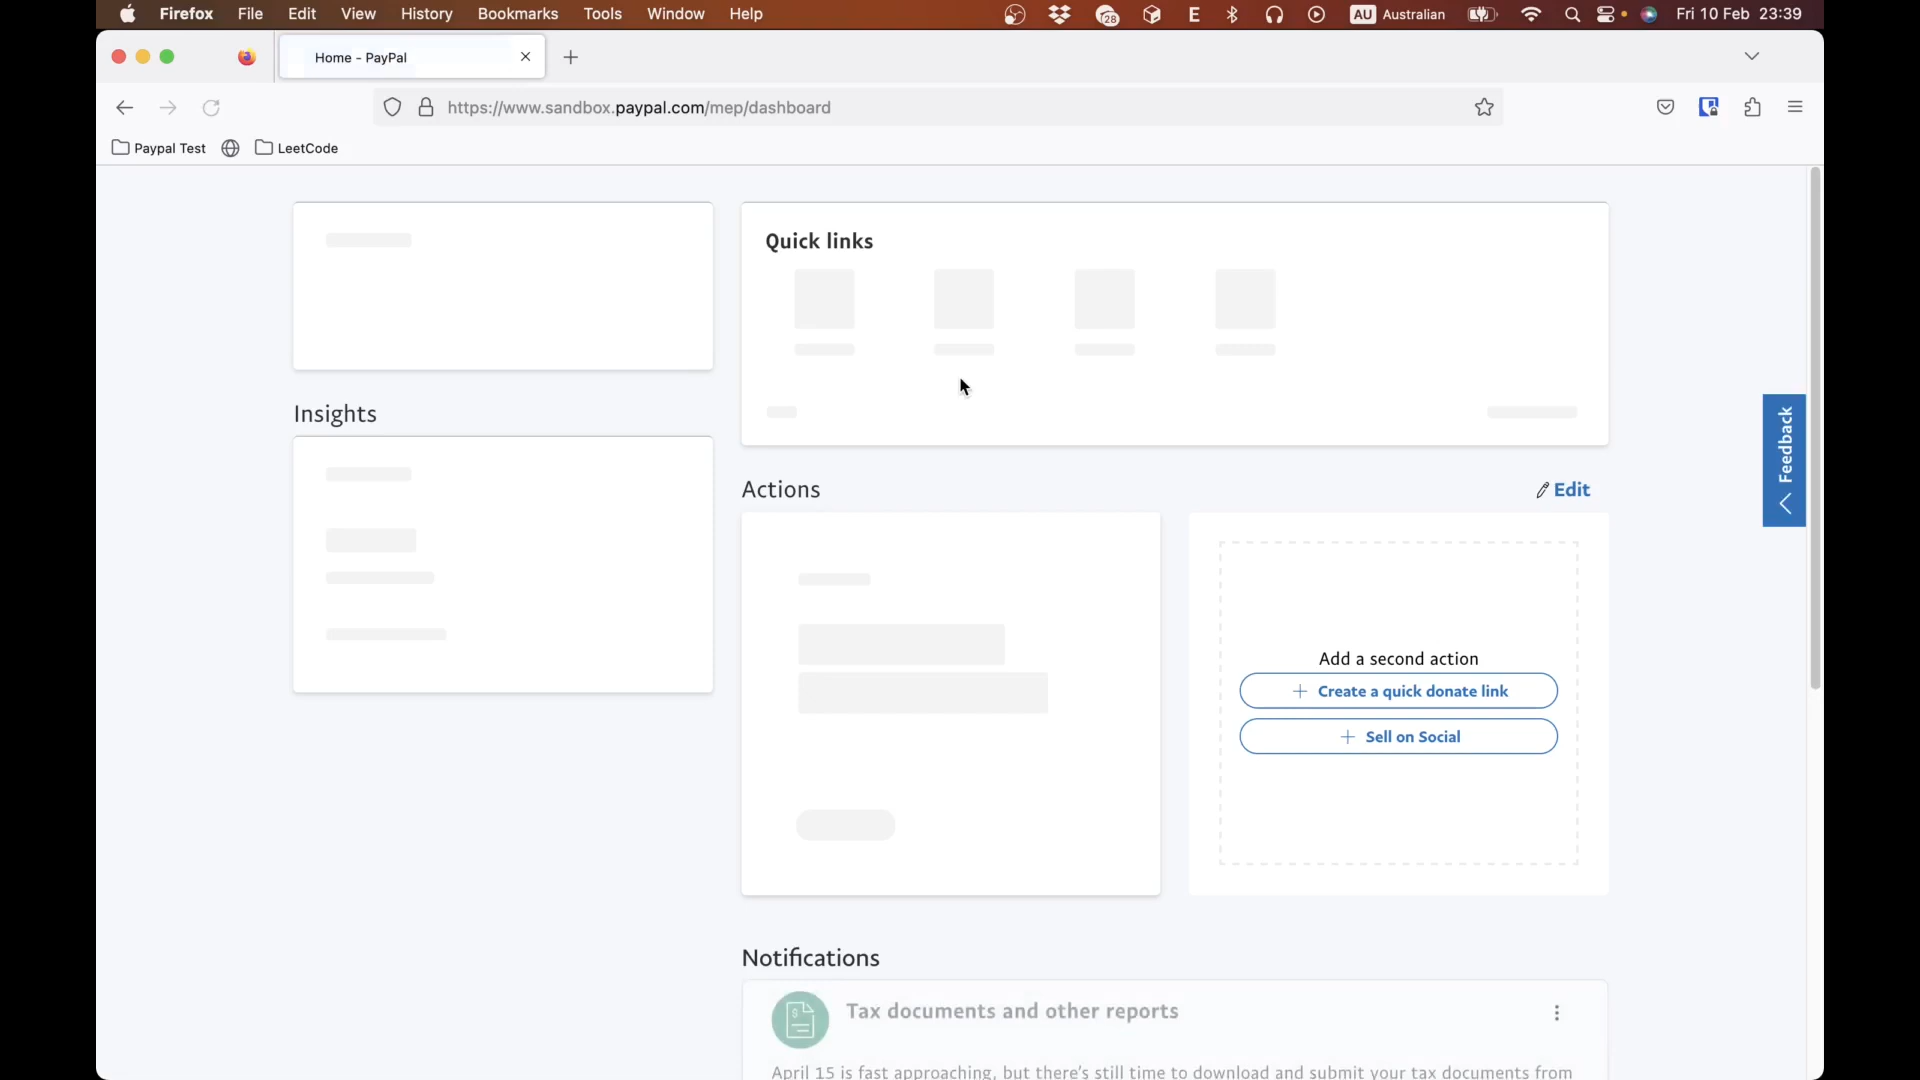 Firefox File Edit View History Bookmarks Tools Window Help 28 E AU Australian Fri 10 Feb 23:39
Home - PayPal
https://www.sandbox.paypal.com/mep/dashboard
Paypal Test LeetCode
Quick links
Insights
Feedback
Actions Edit
Add a second action
+ Create a quick donate link
+ Sell on Social
Notifications
Tax documents and other reports
April 15 is fast approaching, but there's still time to download and submit your tax documents from